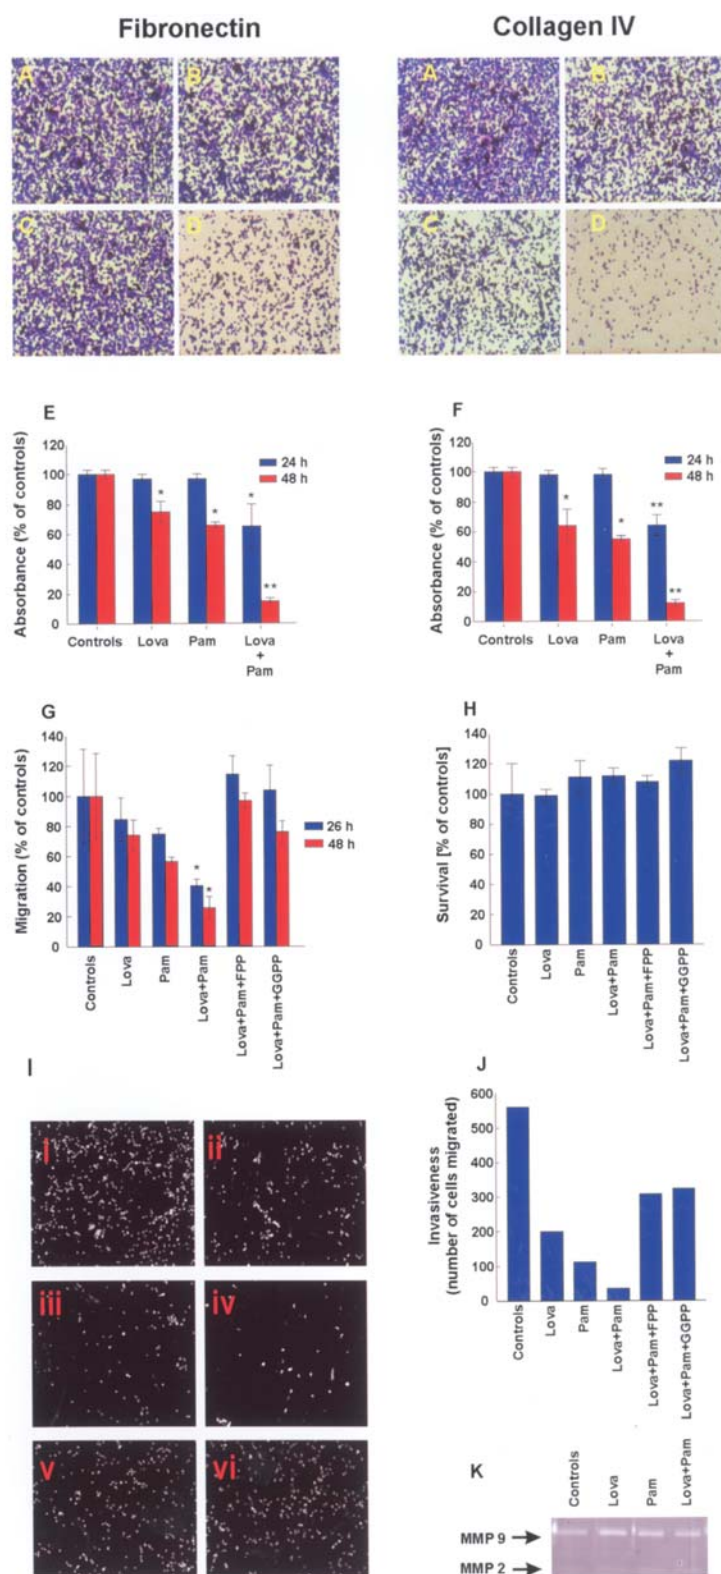 Fibronectin
Collagen IV
A
B
A
B
C
D
C
D
E
Absorbance (% of controls)
120
100
80
60
40
20
0
24 h
48 h
*
*
*
**
Controls
Lova
Pam
Lova
+
Pam
F
Absorbance (% of controls)
120
100
80
60
40
20
0
24 h
48 h
*
*
**
**
Controls
Lova
Pam
Lova
+
Pam
G
Migration (% of controls)
140
120
100
80
60
40
20
0
26 h
48 h
*
*
Controls
Lova
Pam
Lova+Pam
Lova+Pam+FPP
Lova+Pam+GGPP
H
Survival [% of controls]
140
120
100
80
60
40
20
0
Controls
Lova
Pam
Lova+Pam
Lova+Pam+FPP
Lova+Pam+GGPP
I
i
ii
iii
iv
v
vi
J
Invasiveness
(number of cells migrated)
600
500
400
300
200
100
0
Controls
Lova
Pam
Lova+Pam
Lova+Pam+FPP
Lova+Pam+GGPP
K
Controls
Lova
Pam
Lova+Pam
MMP 9
MMP 2